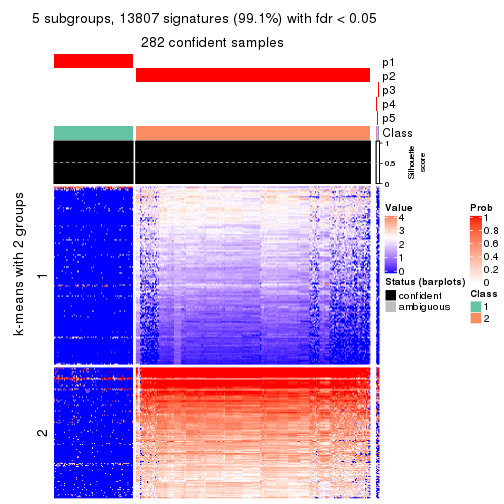 5 subgroups, 13807 signatures (99.1%) with fdr < 0.05
282 confident samples
p1
p2
p3
p4
p5
Class
1
0.5
0
Silhouette
score
k-means with 2 groups
1
2
Value
4
3
2
1
0
Prob
1
0.8
0.6
0.4
0.2
0
Status (barplots)
confident
ambiguous
Class
1
2